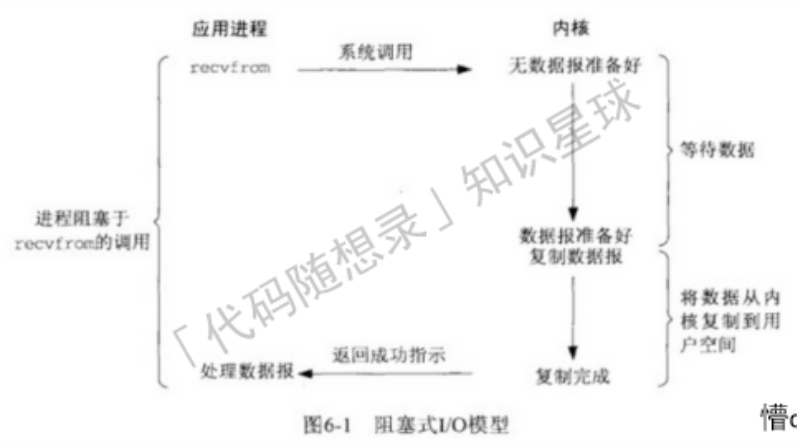 应用进程
内核
recvfrom
系统调用
无数据报准备好
等待数据
进程阻塞于
recvfrom的调用
数据报准备好
复制数据报
将数据从内
核复制到用
户空间
处理数据报
返回成功指示
复制完成
图6-1 阻塞式I/O模型
「代码随想录」知识星球
懵